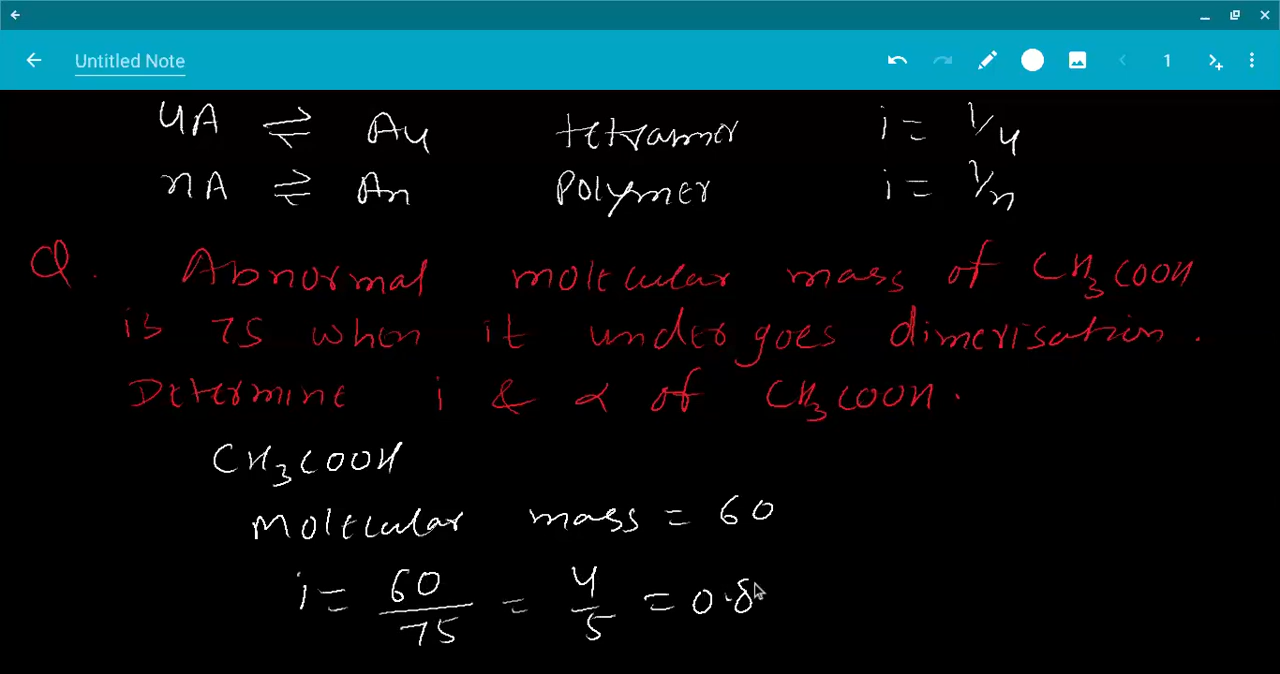 Untitled Note
1
4A ⇌ A4 tetramer i = 1/4
nA ⇌ An Polymer i = 1/n
Q. Abnormal molecular mass of CH3COOH
is 75 when it undergoes dimerisation.
Determine i & α of CH3COOH.
CH3COOH
Molecular mass = 60
i = 60/75 = 4/5 = 0.8